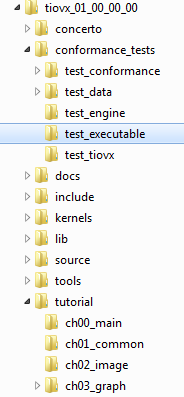 tiovx_01_00_00_00
concerto
conformance_tests
test_conformance
test_data
test_engine
test_executable
test_tiovx
docs
include
kernels
lib
source
tools
tutorial
ch00_main
ch01_common
ch02_image
ch03_graph